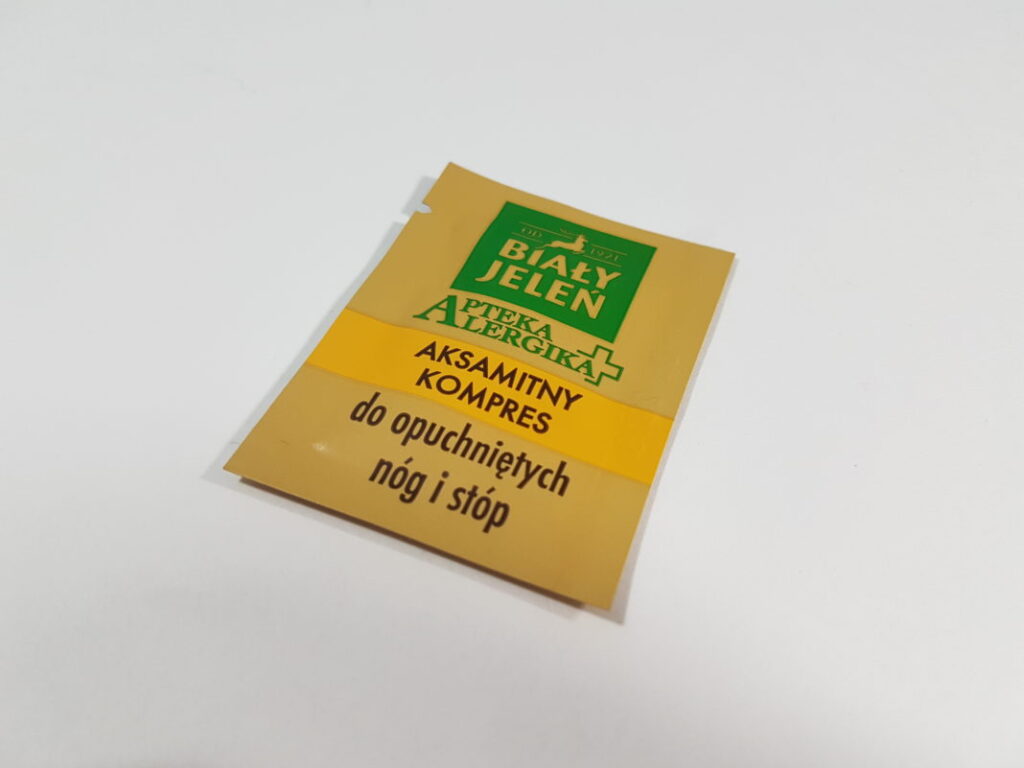 OD 1921
BIAŁY
JELEŃ
APTEKA
ALERGIKA
AKSAMITNY
KOMPRES
do opuchniętych
nóg i stóp